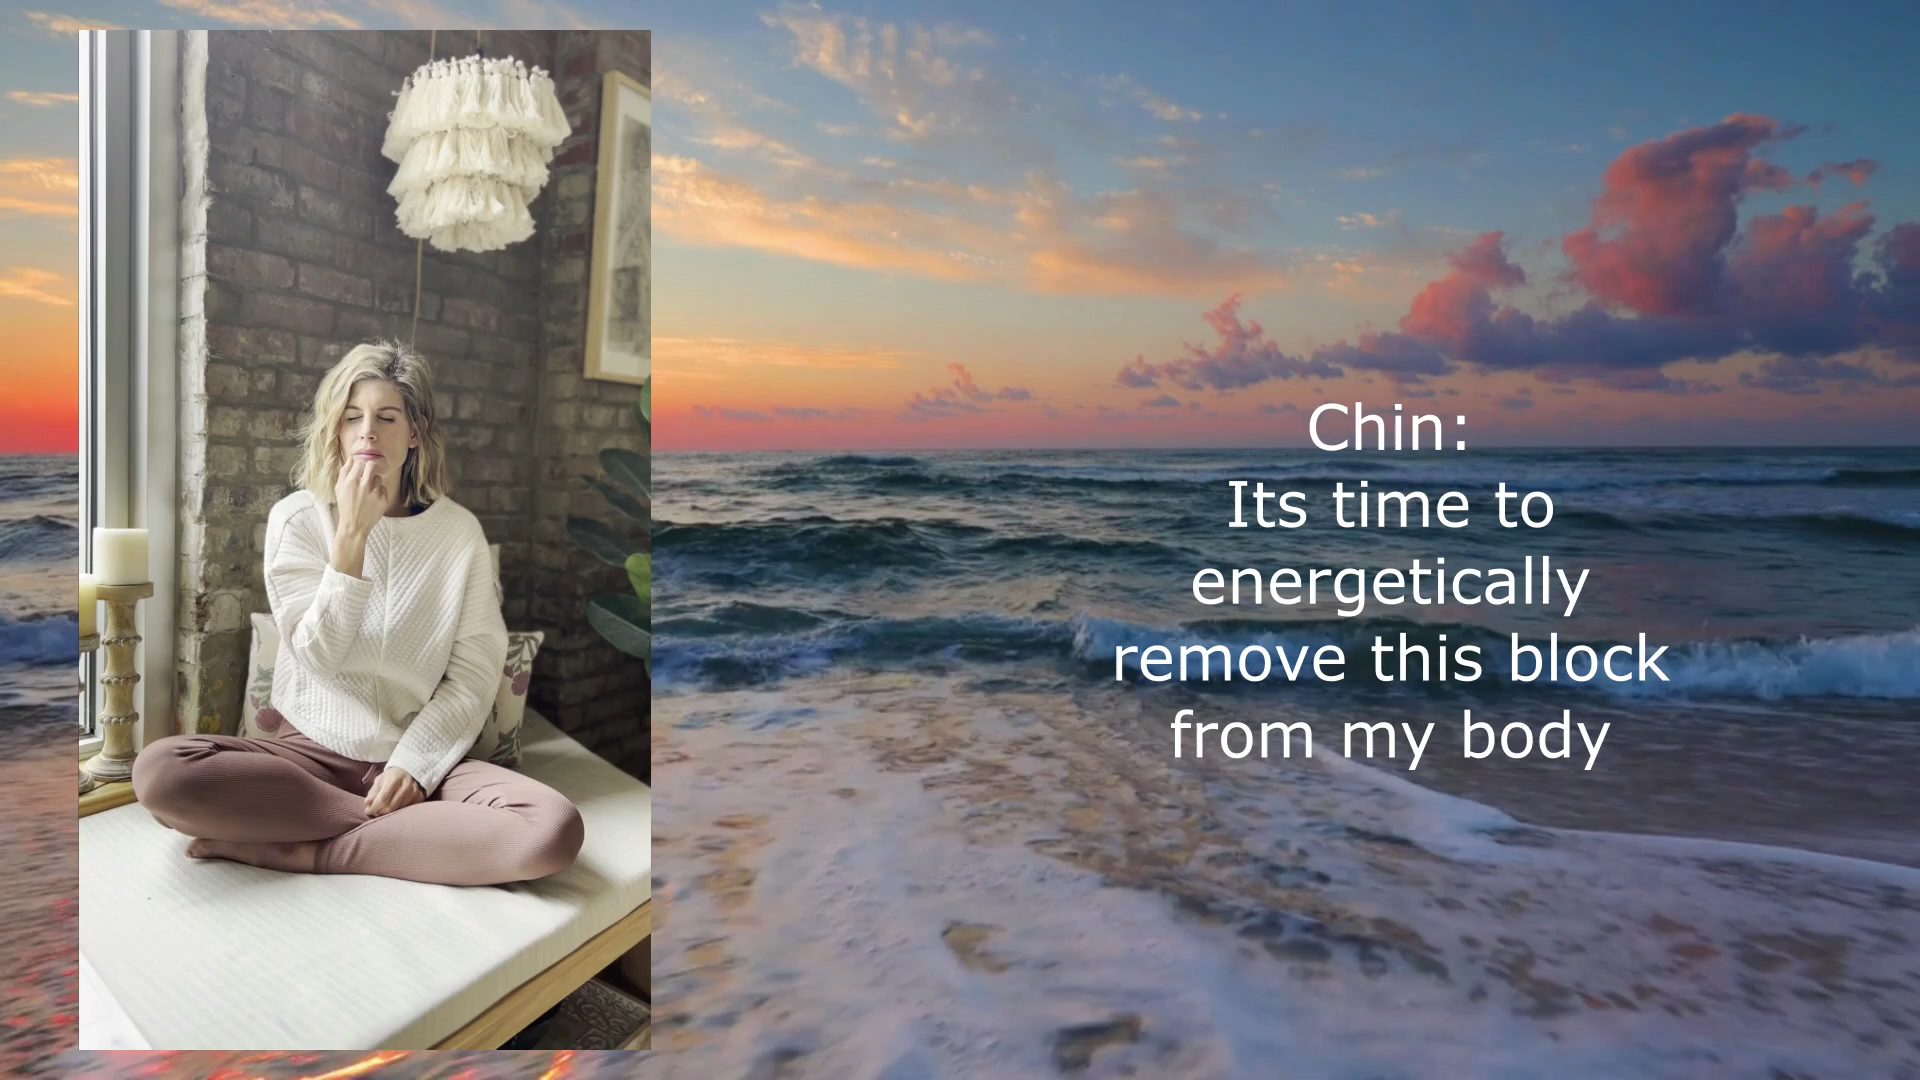 Chin:
Its time to
energetically
remove this block
from my body